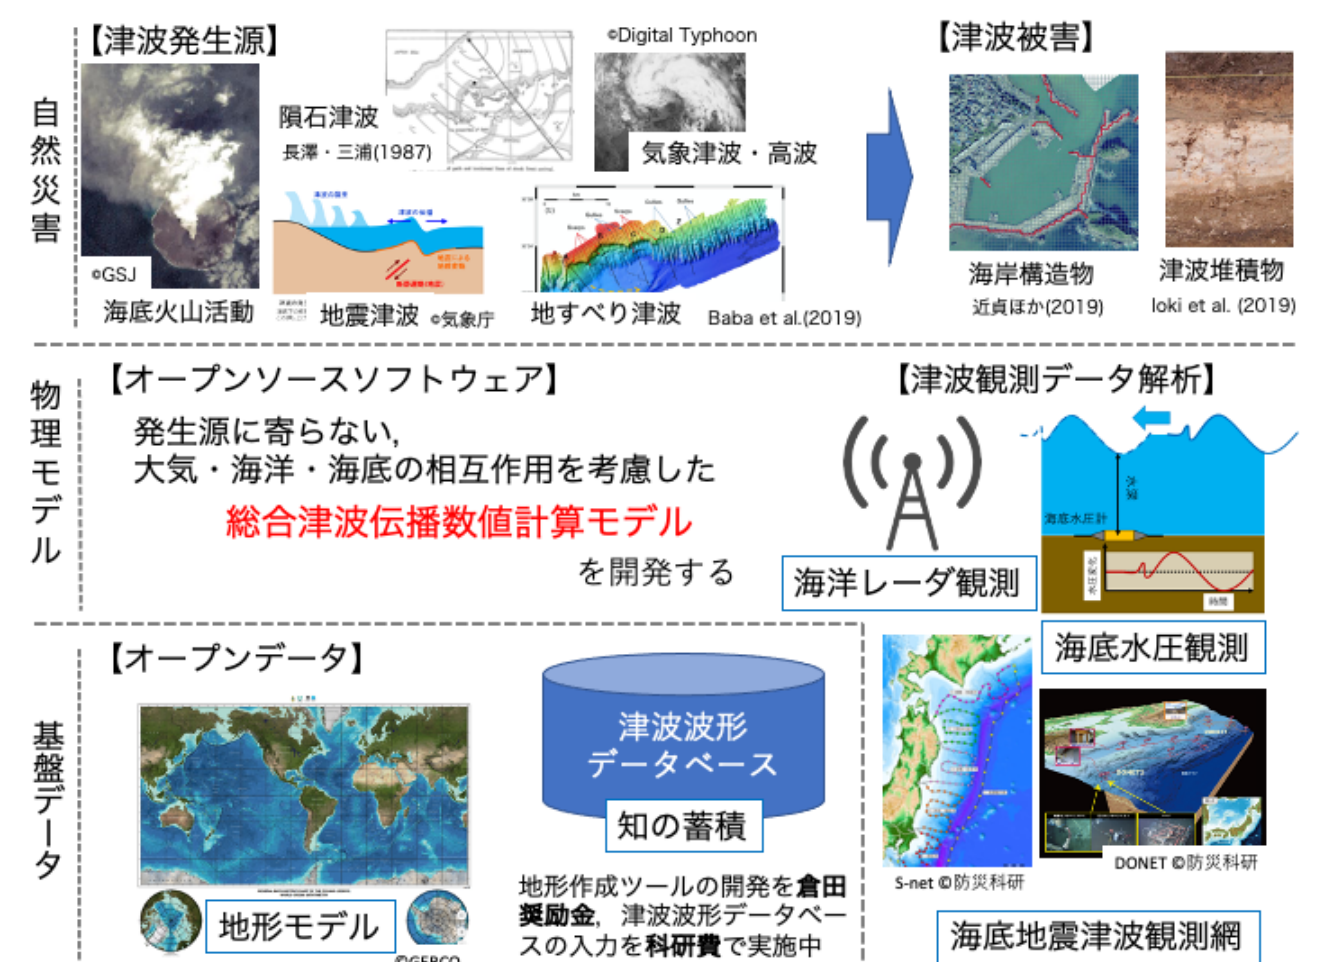 自然災害
【津波発生源】
©GSJ
海底火山活動
隕石津波
長澤・三浦(1987)
©Digital Typhoon
気象津波・高波
地震津波 ©気象庁
地すべり津波
Baba et al.(2019)
【津波被害】
海岸構造物
近貞ほか(2019)
津波堆積物
Ioki et al. (2019)
物理モデル
【オープンソースソフトウェア】
発生源に寄らない,
大気・海洋・海底の相互作用を考慮した
総合津波伝播数値計算モデル
を開発する
【津波観測データ解析】
海洋レーダ観測
水深
海底水圧計
水圧変化
時間
海底水圧観測
基盤データ
【オープンデータ】
地形モデル
©GEBCO
津波波形
データベース
知の蓄積
地形作成ツールの開発を倉田
奨励金, 津波波形データベー
スの入力を科研費で実施中
S-net ©防災科研
DONET ©防災科研
海底地震津波観測網